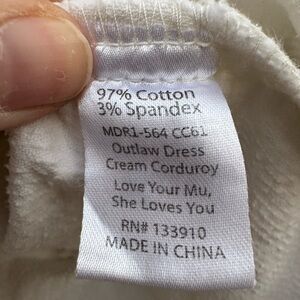 97% Cotton
3% Spandex
MDR1-564 CC61
Outlaw Dress
Cream Corduroy
Love Your Mu,
She Loves You
RN# 133910
MADE IN CHINA